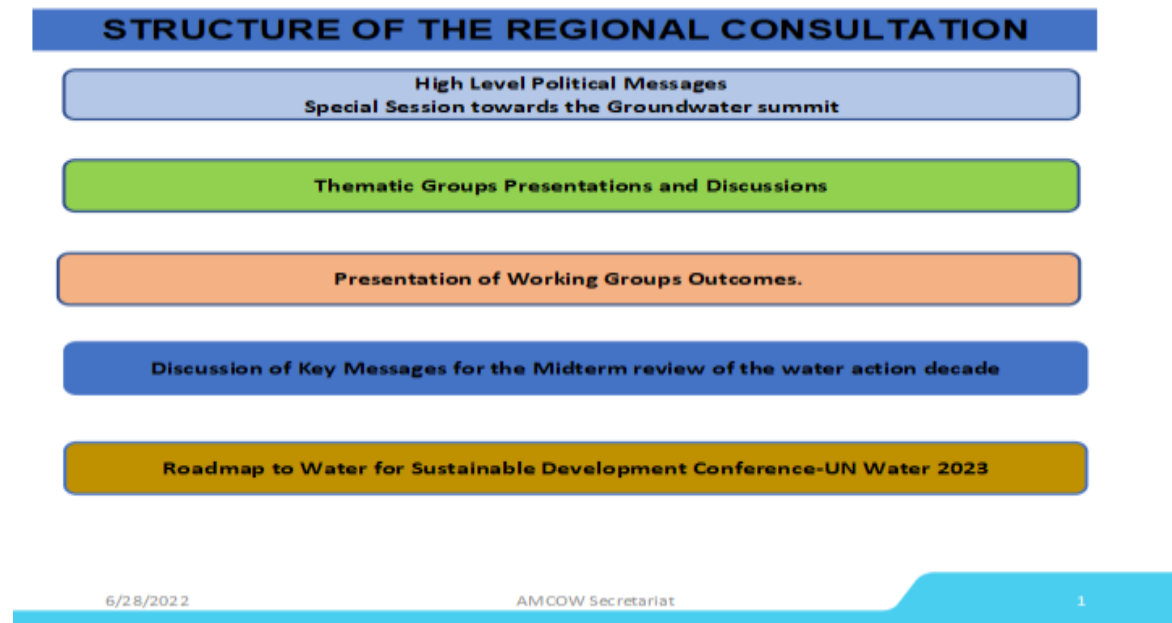 STRUCTURE OF THE REGIONAL CONSULTATION
High Level Political Messages
Special Session towards the Groundwater summit
Thematic Groups Presentations and Discussions
Presentation of Working Groups Outcomes.
Discussion of Key Messages for the Midterm review of the water action decade
Roadmap to Water for Sustainable Development Conference-UN Water 2023
6/28/2022
AMCOW Secretariat
1